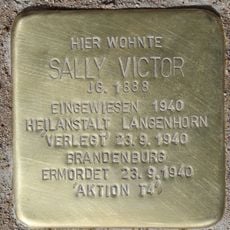 HIER WOHNTE
SALLY VICTOR
JG. 1888
EINGEWIESEN 1940
HEILANSTALT LANGENHORN
'VERLEGT' 23.9.1940
BRANDENBURG
ERMORDET 23.9.1940
'AKTION T4'